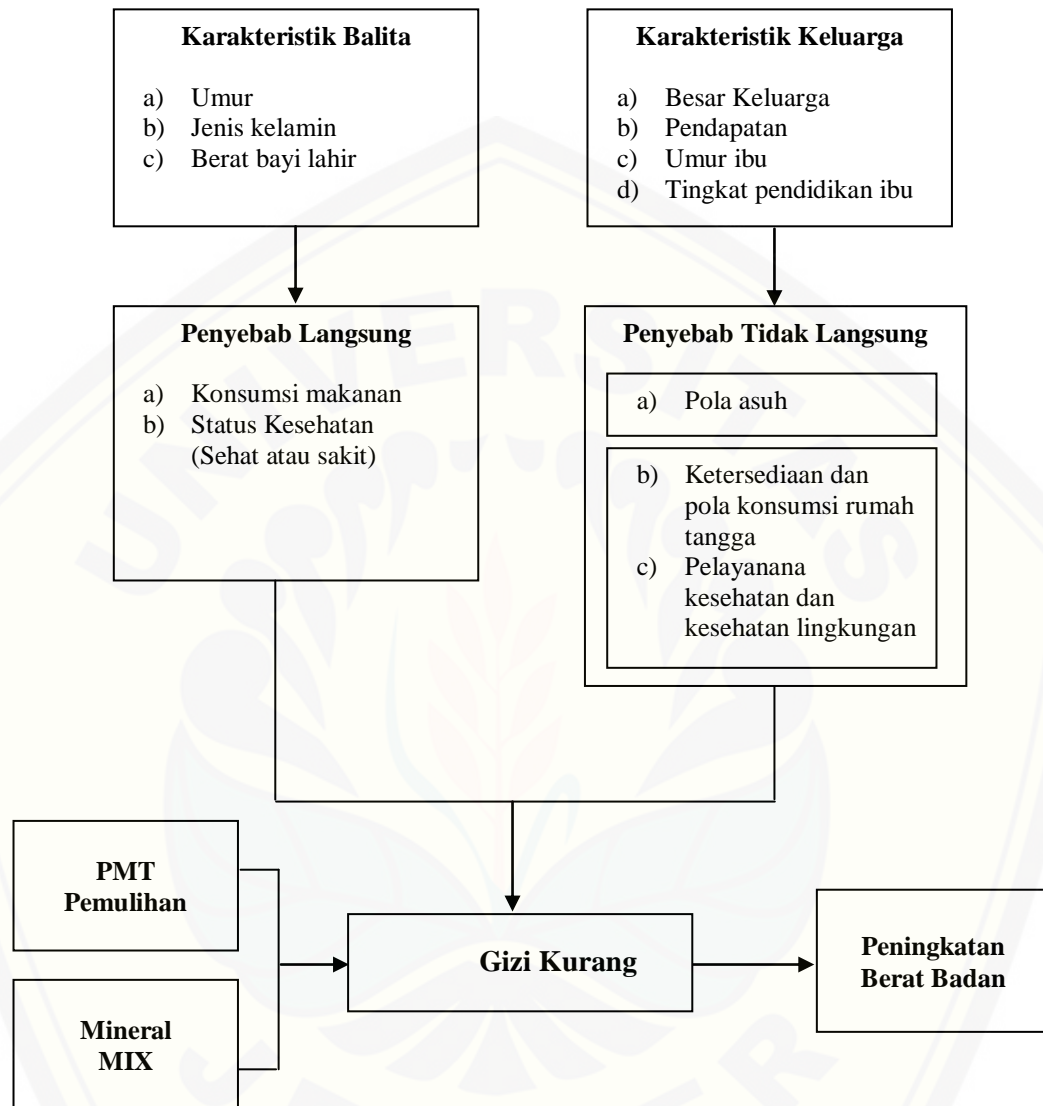 Karakteristik Balita
a) Umur
b) Jenis kelamin
c) Berat bayi lahir
Karakteristik Keluarga
a) Besar Keluarga
b) Pendapatan
c) Umur ibu
d) Tingkat pendidikan ibu
Penyebab Langsung
a) Konsumsi makanan
b) Status Kesehatan
(Sehat atau sakit)
Penyebab Tidak Langsung
a) Pola asuh
b) Ketersediaan dan
pola konsumsi rumah
tangga
c) Pelayanana
kesehatan dan
kesehatan lingkungan
PMT
Pemulihan
Mineral
MIX
Gizi Kurang
Peningkatan
Berat Badan
UNIVERSITAS
JEMBER